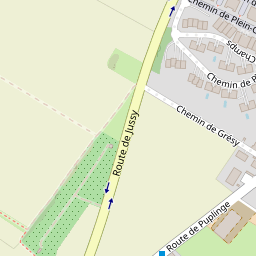 Chemin de Plein-
Champs
Chemin de P
Chemin de Grésy
Route de Jussy
Route de Puplinge